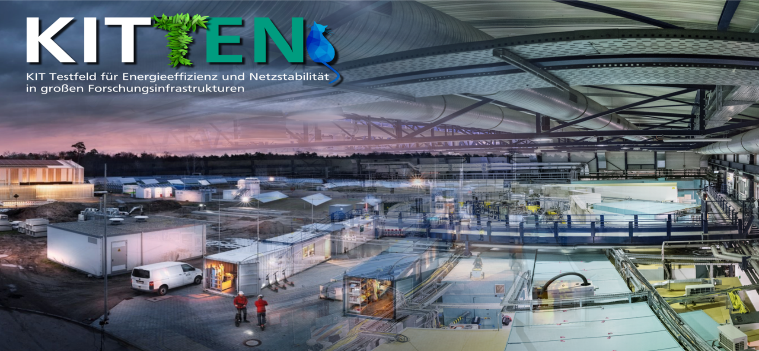 KITTEN
KIT Testfeld für Energieeffizienz und Netzstabilität
in großen Forschungsinfrastrukturen